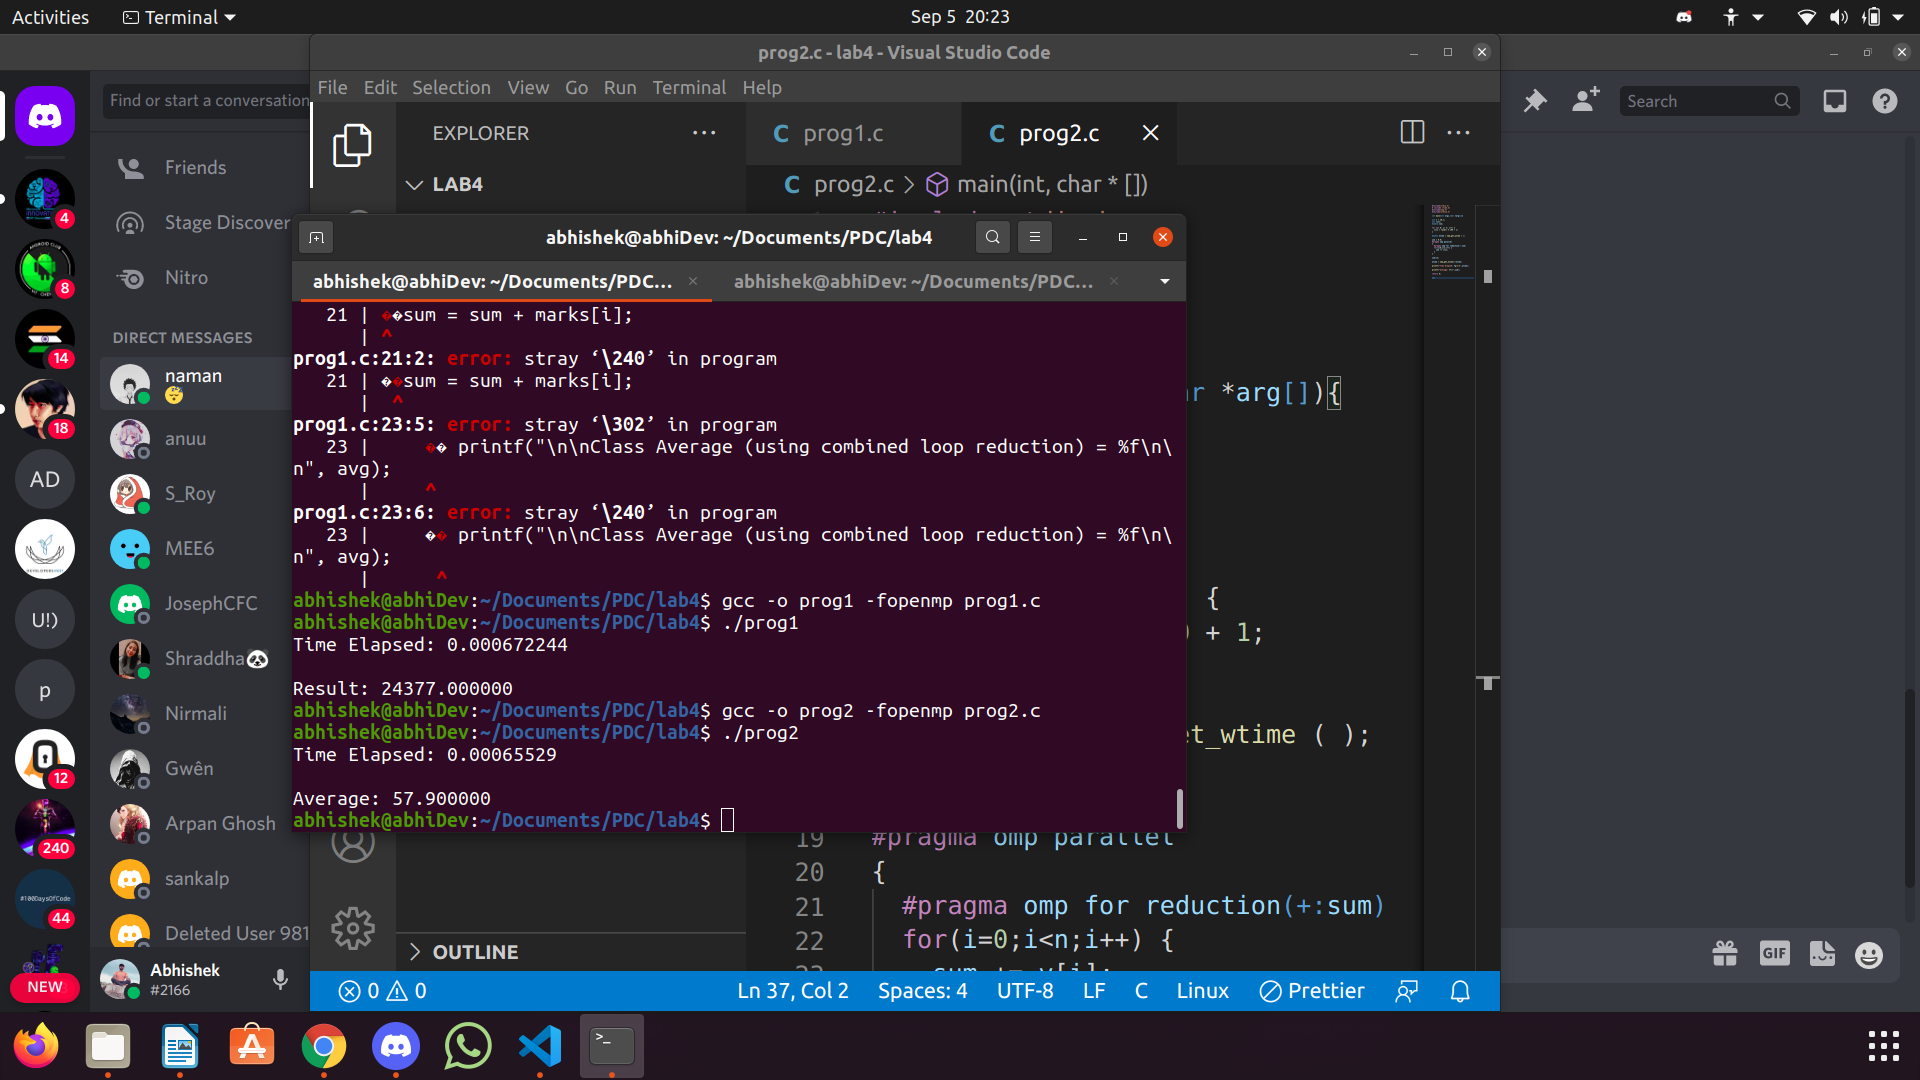 Activities
Terminal
Sep 5 20:23
prog2.c - lab4 - Visual Studio Code
File Edit Selection View Go Run Terminal Help
Find or start a conversation
Friends
Stage Discover
Nitro
DIRECT MESSAGES
naman
anuu
S_Roy
MEE6
JosephCFC
Shraddha🐼
Nirmali
Gwên
Arpan Ghosh
sankalp
Deleted User 981
Abhishek
#2166
4
8
14
18
AD
U!)
p
12
240
#100DaysOfCode
44
NEW
EXPLORER
LAB4
OUTLINE
prog1.c
prog2.c
prog2.c > main(int, char * [])
abhishek@abhiDev: ~/Documents/PDC/lab4
abhishek@abhiDev: ~/Documents/PDC...
abhishek@abhiDev: ~/Documents/PDC...
21 | ��sum = sum + marks[i];
| ^
prog1.c:21:2: error: stray ‘\240’ in program
21 | ��sum = sum + marks[i];
| ^
prog1.c:23:5: error: stray ‘\302’ in program
23 | �� printf("\n\nClass Average (using combined loop reduction) = %f\n\
n", avg);
| ^
prog1.c:23:6: error: stray ‘\240’ in program
23 | �� printf("\n\nClass Average (using combined loop reduction) = %f\n\
n", avg);
| ^
abhishek@abhiDev:~/Documents/PDC/lab4$ gcc -o prog1 -fopenmp prog1.c
abhishek@abhiDev:~/Documents/PDC/lab4$ ./prog1
Time Elapsed: 0.000672244
Result: 24377.000000
abhishek@abhiDev:~/Documents/PDC/lab4$ gcc -o prog2 -fopenmp prog2.c
abhishek@abhiDev:~/Documents/PDC/lab4$ ./prog2
Time Elapsed: 0.00065529
Average: 57.900000
abhishek@abhiDev:~/Documents/PDC/lab4$
*arg[]){
{
+ 1;
et_wtime ( );
19 #pragma omp parallel
20 {
21 #pragma omp for reduction(+:sum)
22 for(i=0;i<n;i++) {
0 0
Ln 37, Col 2
Spaces: 4
UTF-8
LF
C
Linux
Prettier
Search
GIF